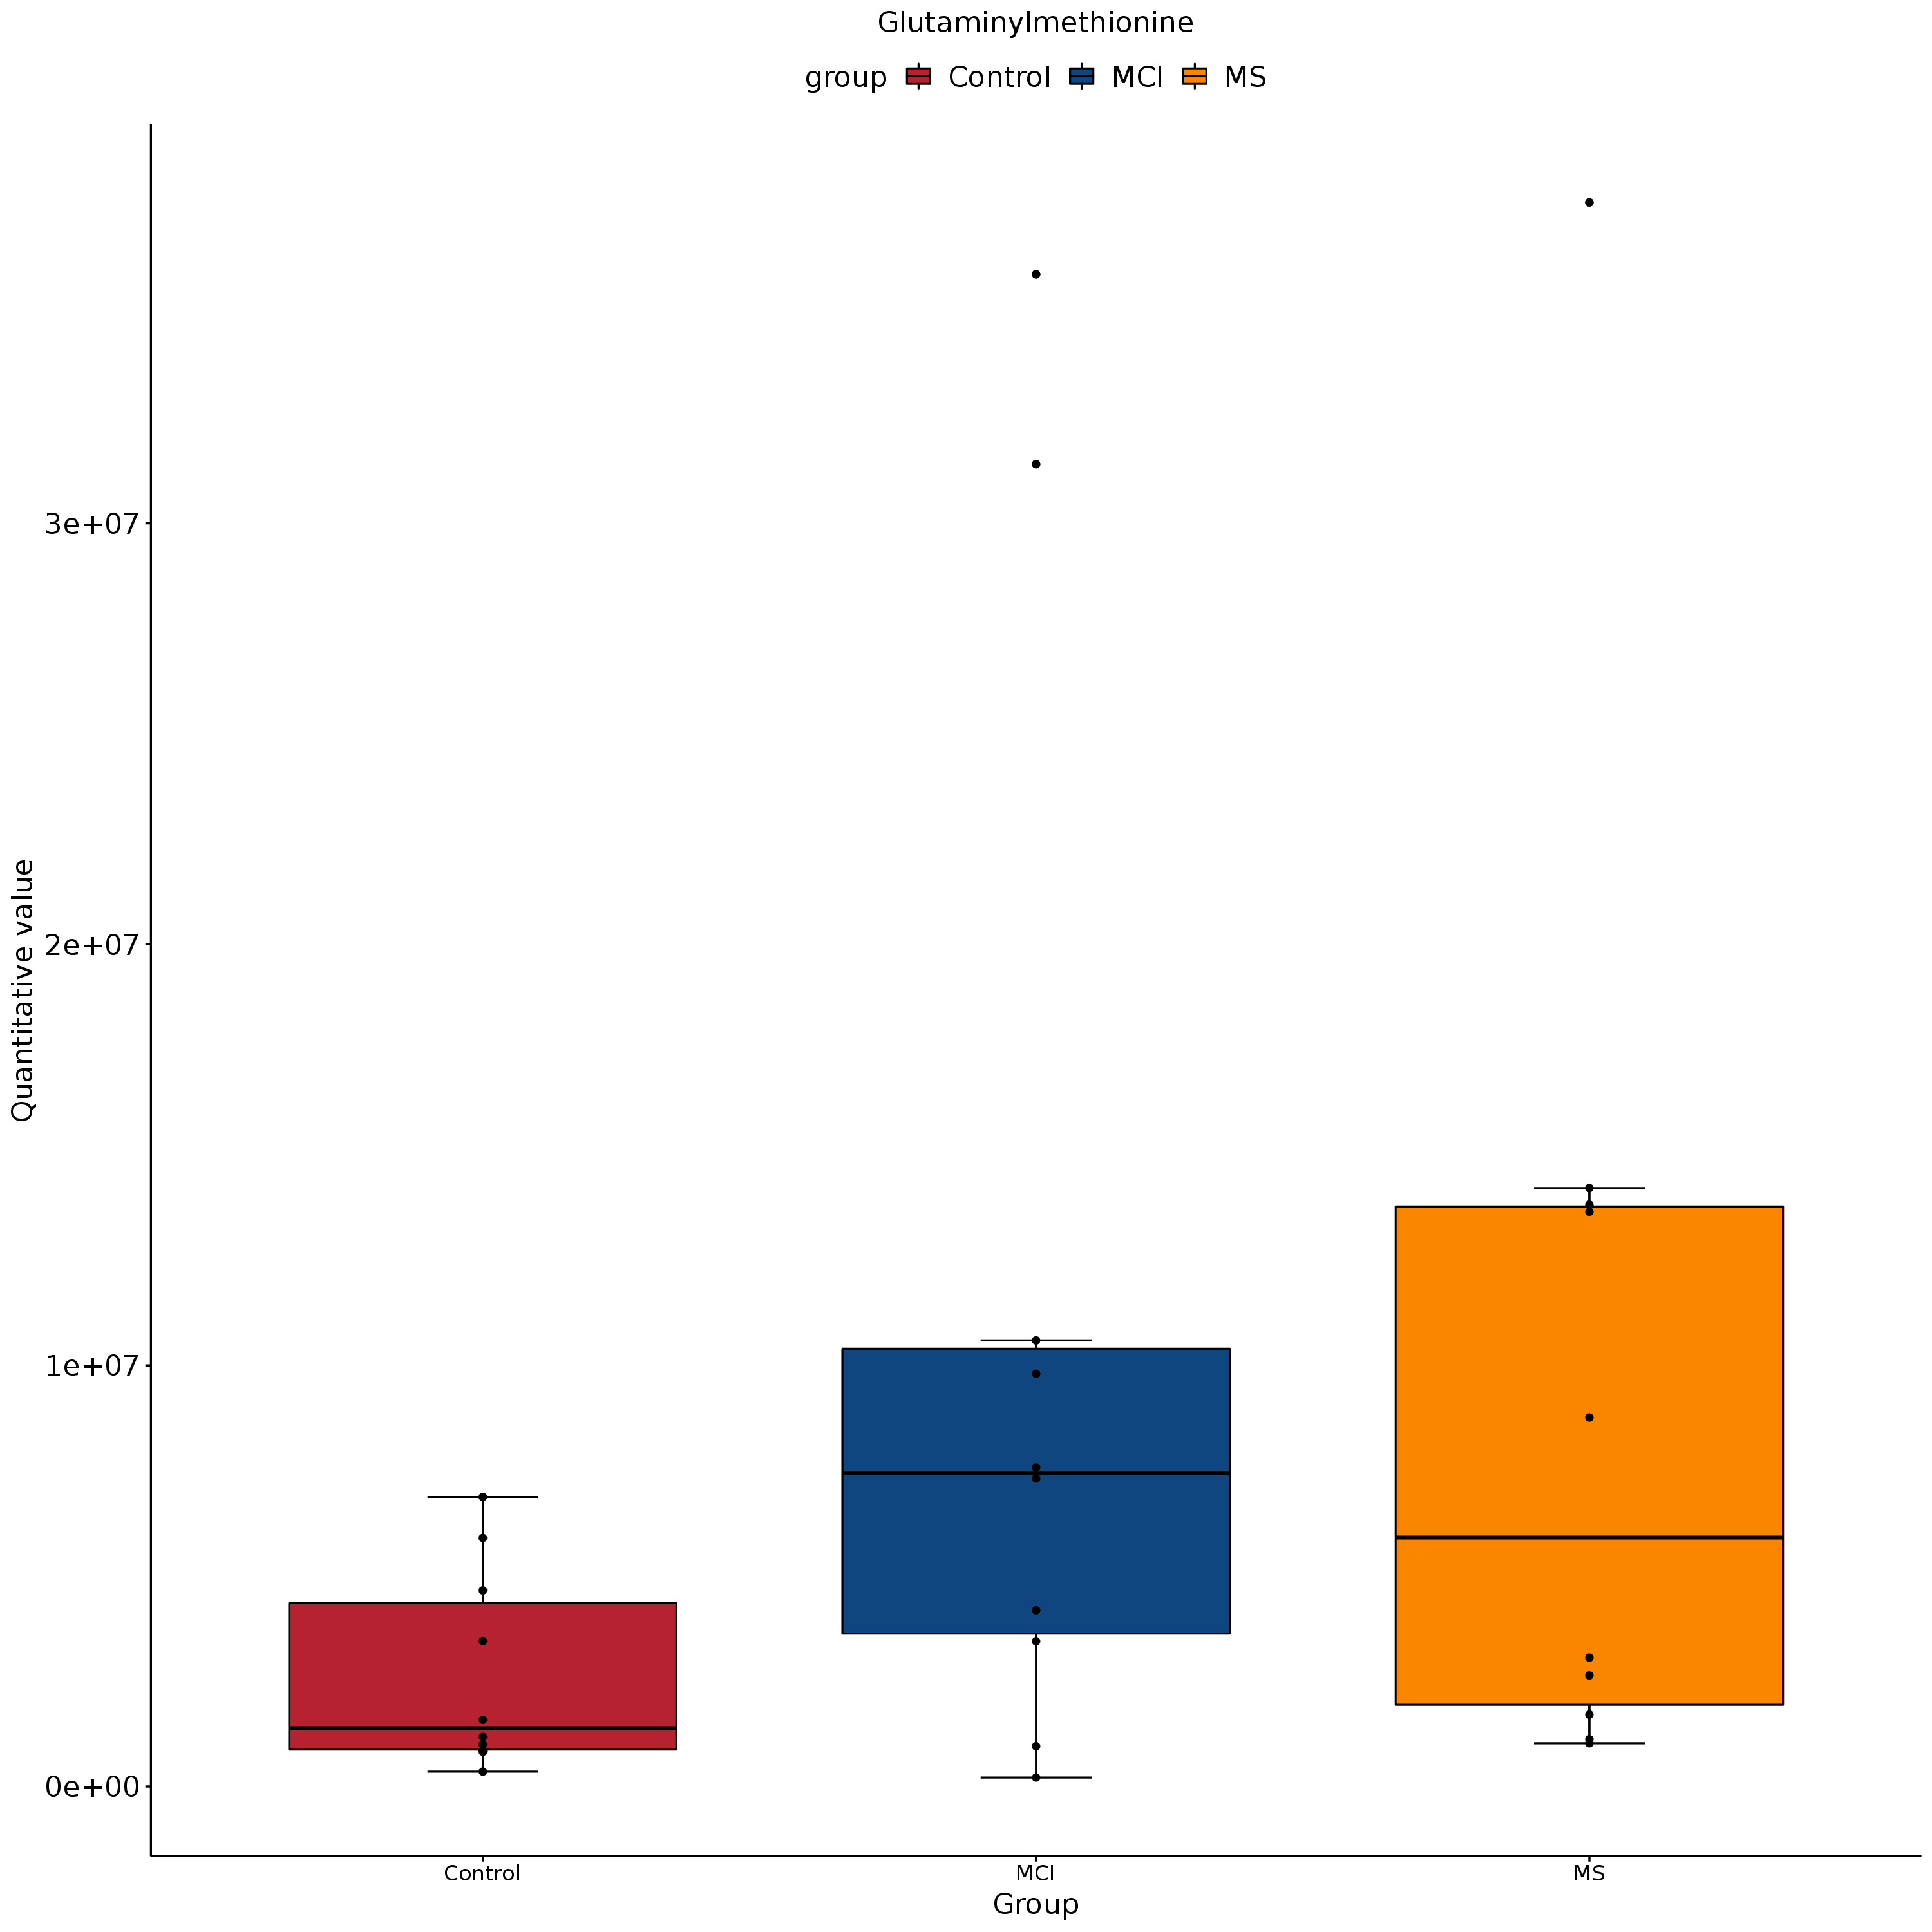 Glutaminylmethionine
group Control MCI MS
Quantitative value
3e+07
2e+07
1e+07
0e+00
Control MCI MS
Group